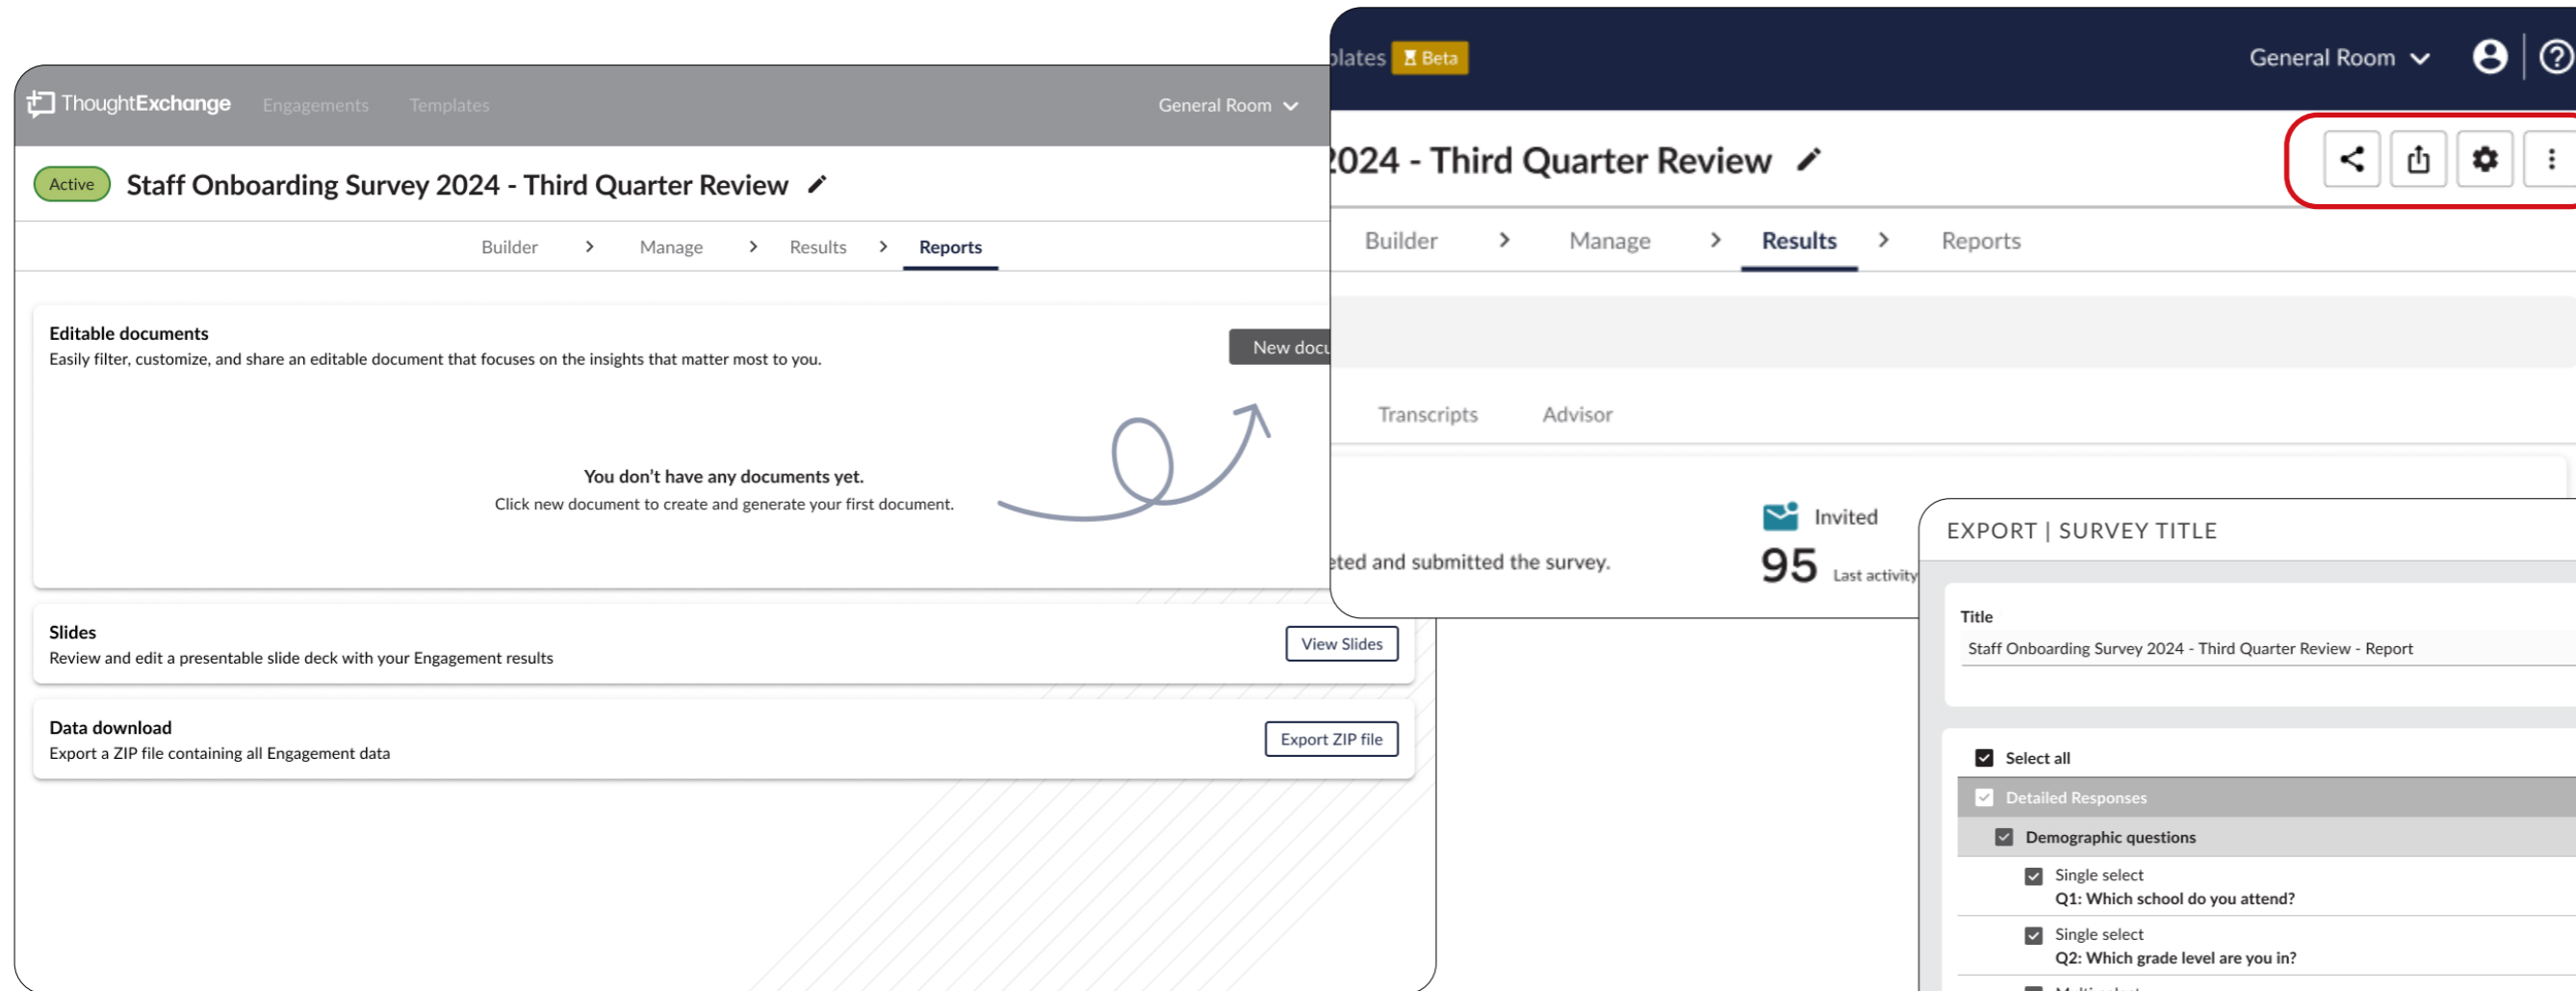 ThoughtExchange Engagements Templates General Room
Active Staff Onboarding Survey 2024 - Third Quarter Review
Builder > Manage > Results > Reports
Editable documents
Easily filter, customize, and share an editable document that focuses on the insights that matter most to you.
New
You don't have any documents yet.
Click new document to create and generate your first document.
Slides
Review and edit a presentable slide deck with your Engagement results
View Slides
Data download
Export a ZIP file containing all Engagement data
Export ZIP file
Beta General Room
2024 - Third Quarter Review
Builder > Manage > Results > Reports
Transcripts Advisor
Invited
and submitted the survey.
95 Last activity
EXPORT | SURVEY TITLE
Title
Staff Onboarding Survey 2024 - Third Quarter Review - Report
Select all
Detailed Responses
Demographic questions
Single select
Q1: Which school do you attend?
Single select
Q2: Which grade level are you in?